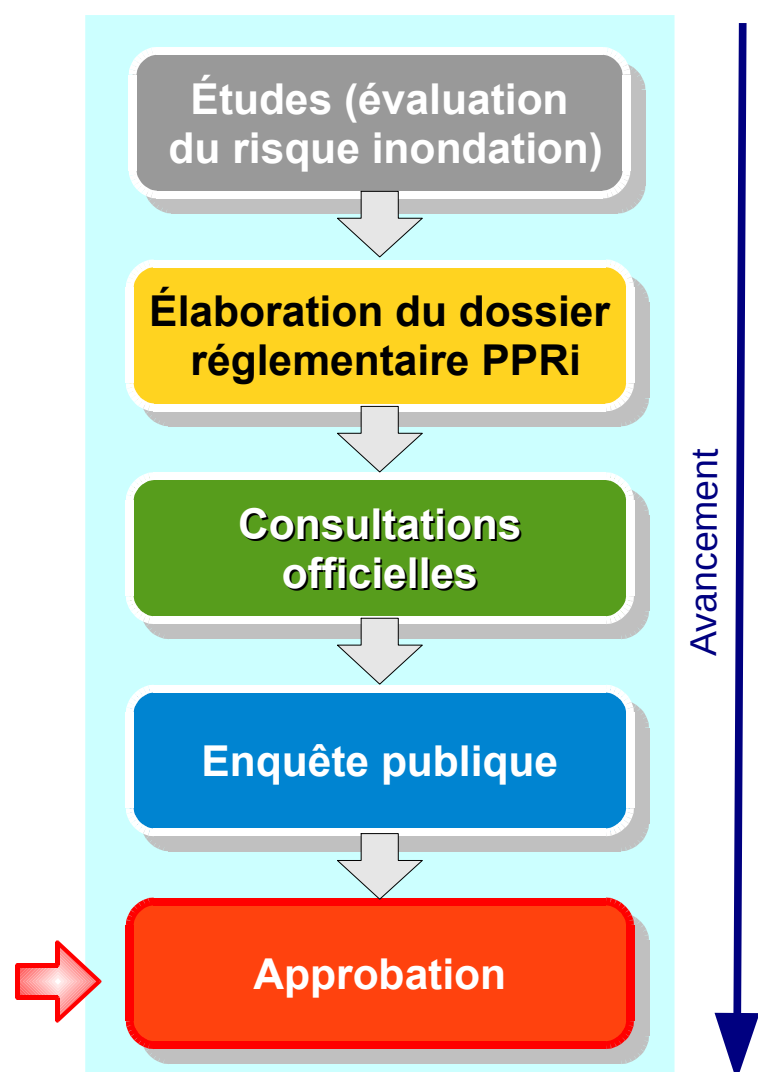 Études (évaluation
du risque inondation)
Élaboration du dossier
réglementaire PPRi
Consultations
officielles
Enquête publique
Approbation
Avancement